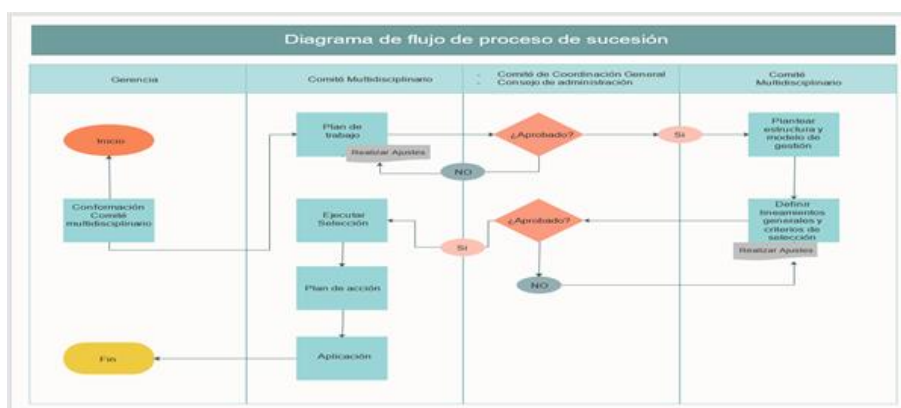 Diagrama de flujo de proceso de sucesión
Gerencia
Comité Multidisciplinario
- Comité de Coordinación General
- Consejo de administración
Comité
Multidisciplinario
Inicio
Plan de
trabajo
Realizar Ajustes
¿Aprobado?
Si
NO
Plantear
estructura y
modelo de
gestión
Conformación
Comité
multidisciplinario
Ejecutar
Selección
Si
¿Aprobado?
NO
Definir
lineamientos
generales y
criterios de
selección
Realizar Ajustes
Plan de acción
Fin
Aplicación